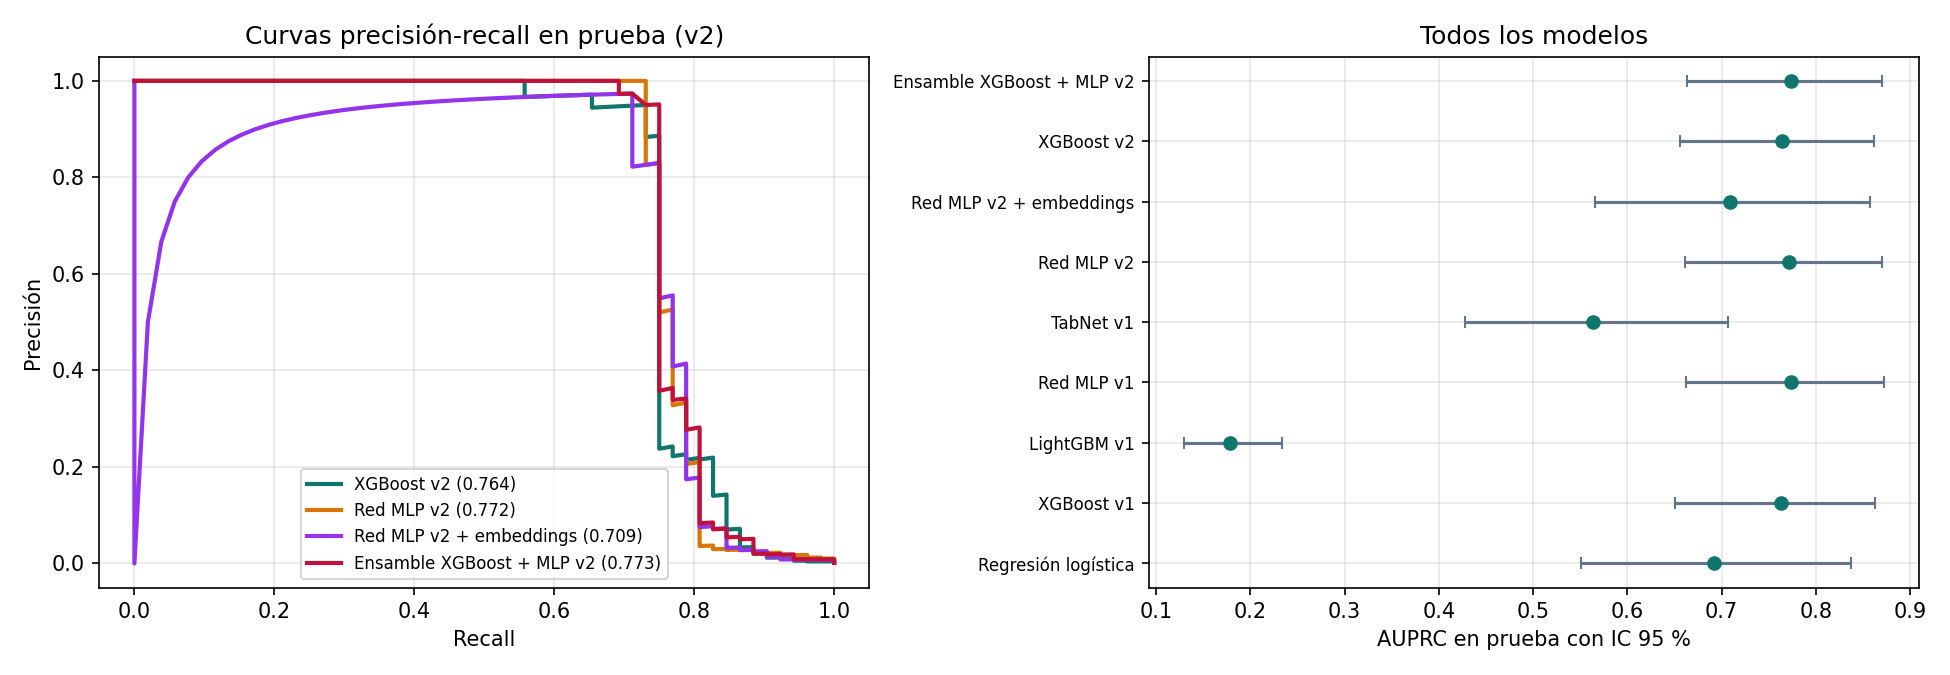 Curvas precisión-recall en prueba (v2)
Precisión
1.0
0.8
0.6
0.4
0.2
0.0
XGBoost v2 (0.764)
Red MLP v2 (0.772)
Red MLP v2 + embeddings (0.709)
Ensamble XGBoost + MLP v2 (0.773)
0.0 0.2 0.4 0.6 0.8 1.0
Recall
Todos los modelos
Ensamble XGBoost + MLP v2
XGBoost v2
Red MLP v2 + embeddings
Red MLP v2
TabNet v1
Red MLP v1
LightGBM v1
XGBoost v1
Regresión logística
0.1 0.2 0.3 0.4 0.5 0.6 0.7 0.8 0.9
AUPRC en prueba con IC 95 %